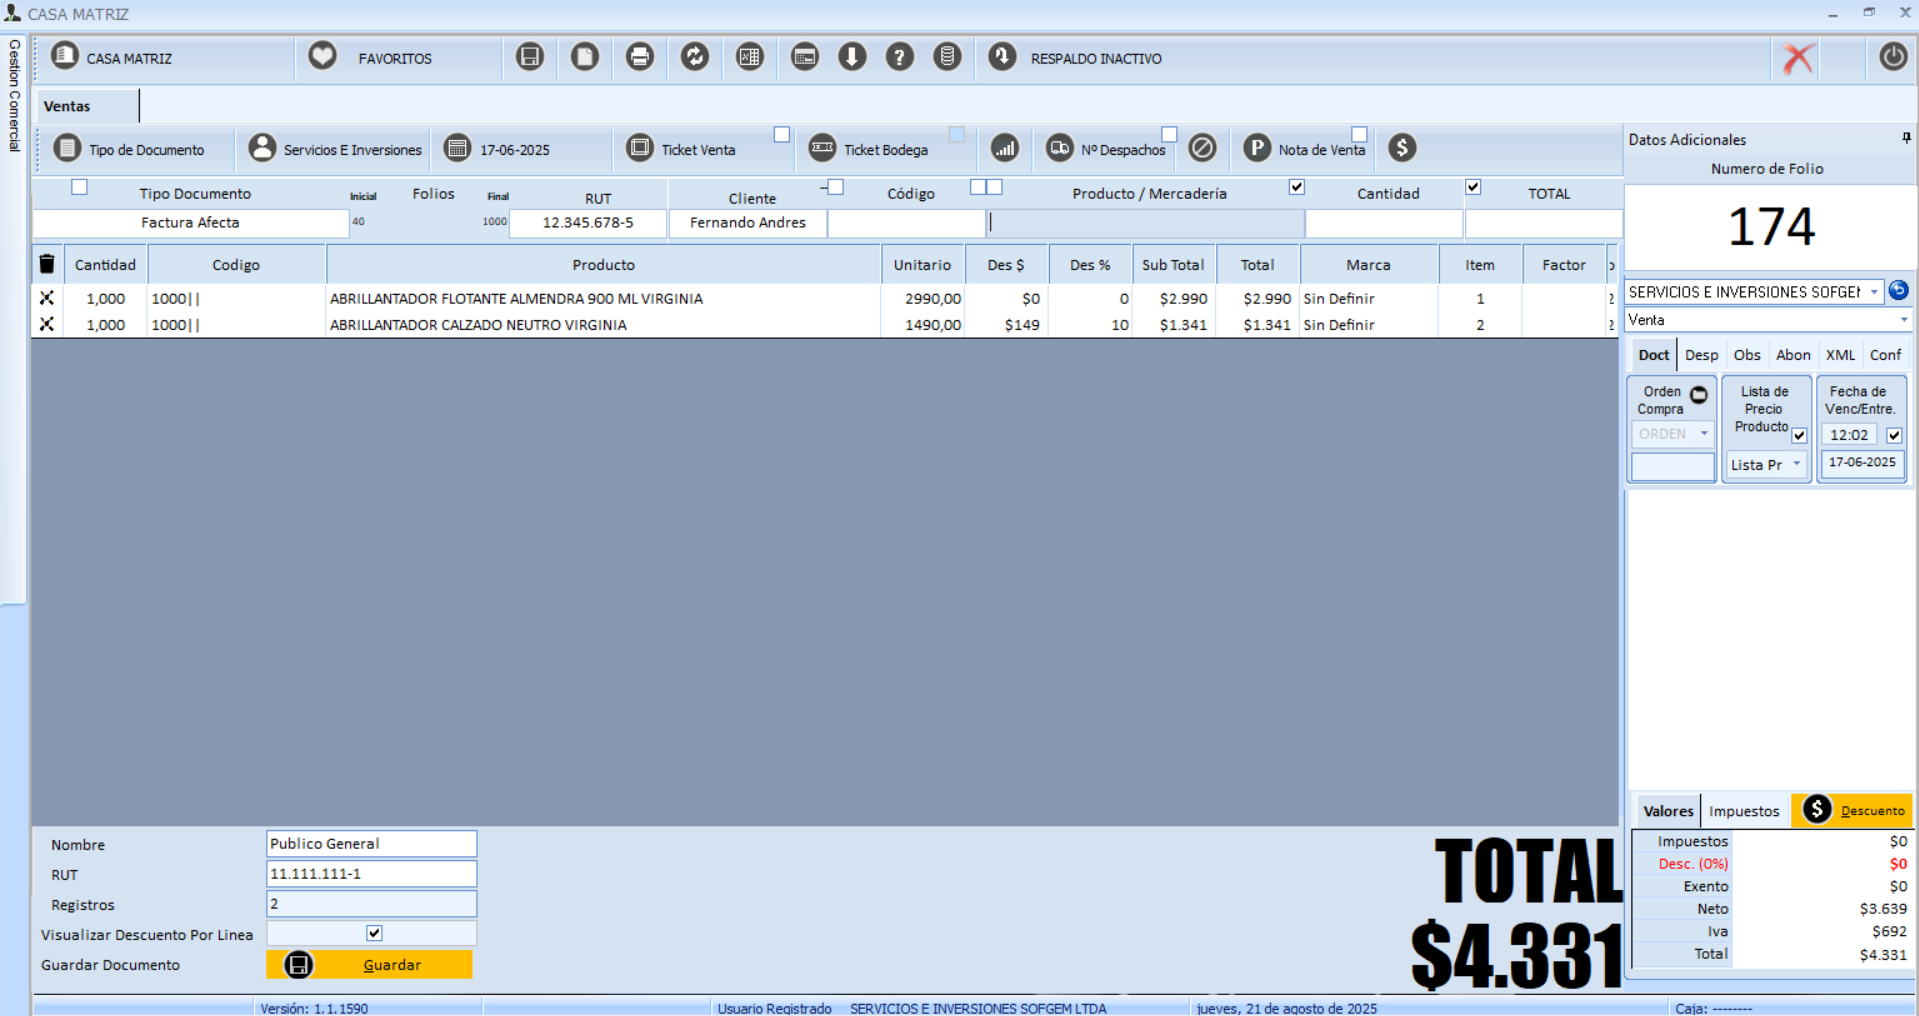 CASA MATRIZ
Gestion Comercial
CASA MATRIZ FAVORITOS RESPALDO INACTIVO
Ventas
Tipo de Documento Servicios E Inversiones 17-06-2025 Ticket Venta Ticket Bodega Nº Despachos Nota de Venta
Tipo Documento Inicial Folios Final RUT Cliente Código Producto / Mercadería Cantidad TOTAL
Factura Afecta 40 1000 12.345.678-5 Fernando Andres
Cantidad Codigo Producto Unitario Des $ Des % Sub Total Total Marca Item Factor
1,000 1000|| ABRILLANTADOR FLOTANTE ALMENDRA 900 ML VIRGINIA 2990,00 $0 0 $2.990 $2.990 Sin Definir 1
1,000 1000|| ABRILLANTADOR CALZADO NEUTRO VIRGINIA 1490,00 $149 10 $1.341 $1.341 Sin Definir 2
Datos Adicionales
Numero de Folio
174
SERVICIOS E INVERSIONES SOFGE
Venta
Doct Desp Obs Abon XML Conf
Orden
Compra
ORDEN
Lista de
Precio
Producto
Lista Pr
Fecha de
Venc/Entre.
12:02
17-06-2025
Valores Impuestos Descuento
Impuestos $0
Desc. (0%) $0
Exento $0
Neto $3.639
Iva $692
Total $4.331
Nombre Publico General
RUT 11.111.111-1
Registros 2
Visualizar Descuento Por Linea
Guardar Documento Guardar
TOTAL
$4.331
Versión: 1.1.1590 Usuario Registrado SERVICIOS E INVERSIONES SOFGEM LTDA jueves, 21 de agosto de 2025 Caja: --------